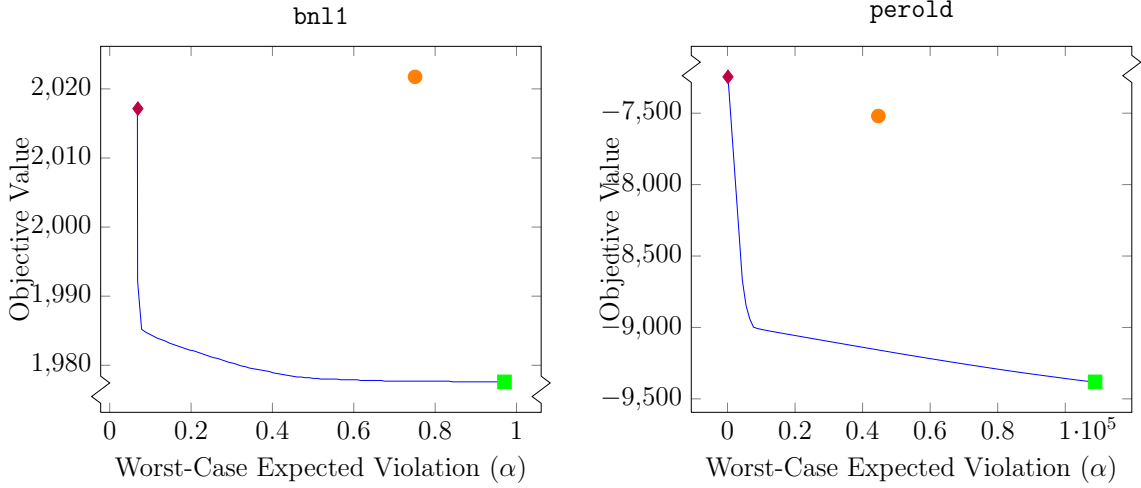 bnl1
2,020
2,010
2,000
1,990
1,980
Objective Value
0 0.2 0.4 0.6 0.8 1
Worst-Case Expected Violation (α)
perold
−7,500
−8,000
−8,500
−9,000
−9,500
Objective Value
0 0.2 0.4 0.6 0.8 1·10⁵
Worst-Case Expected Violation (α)